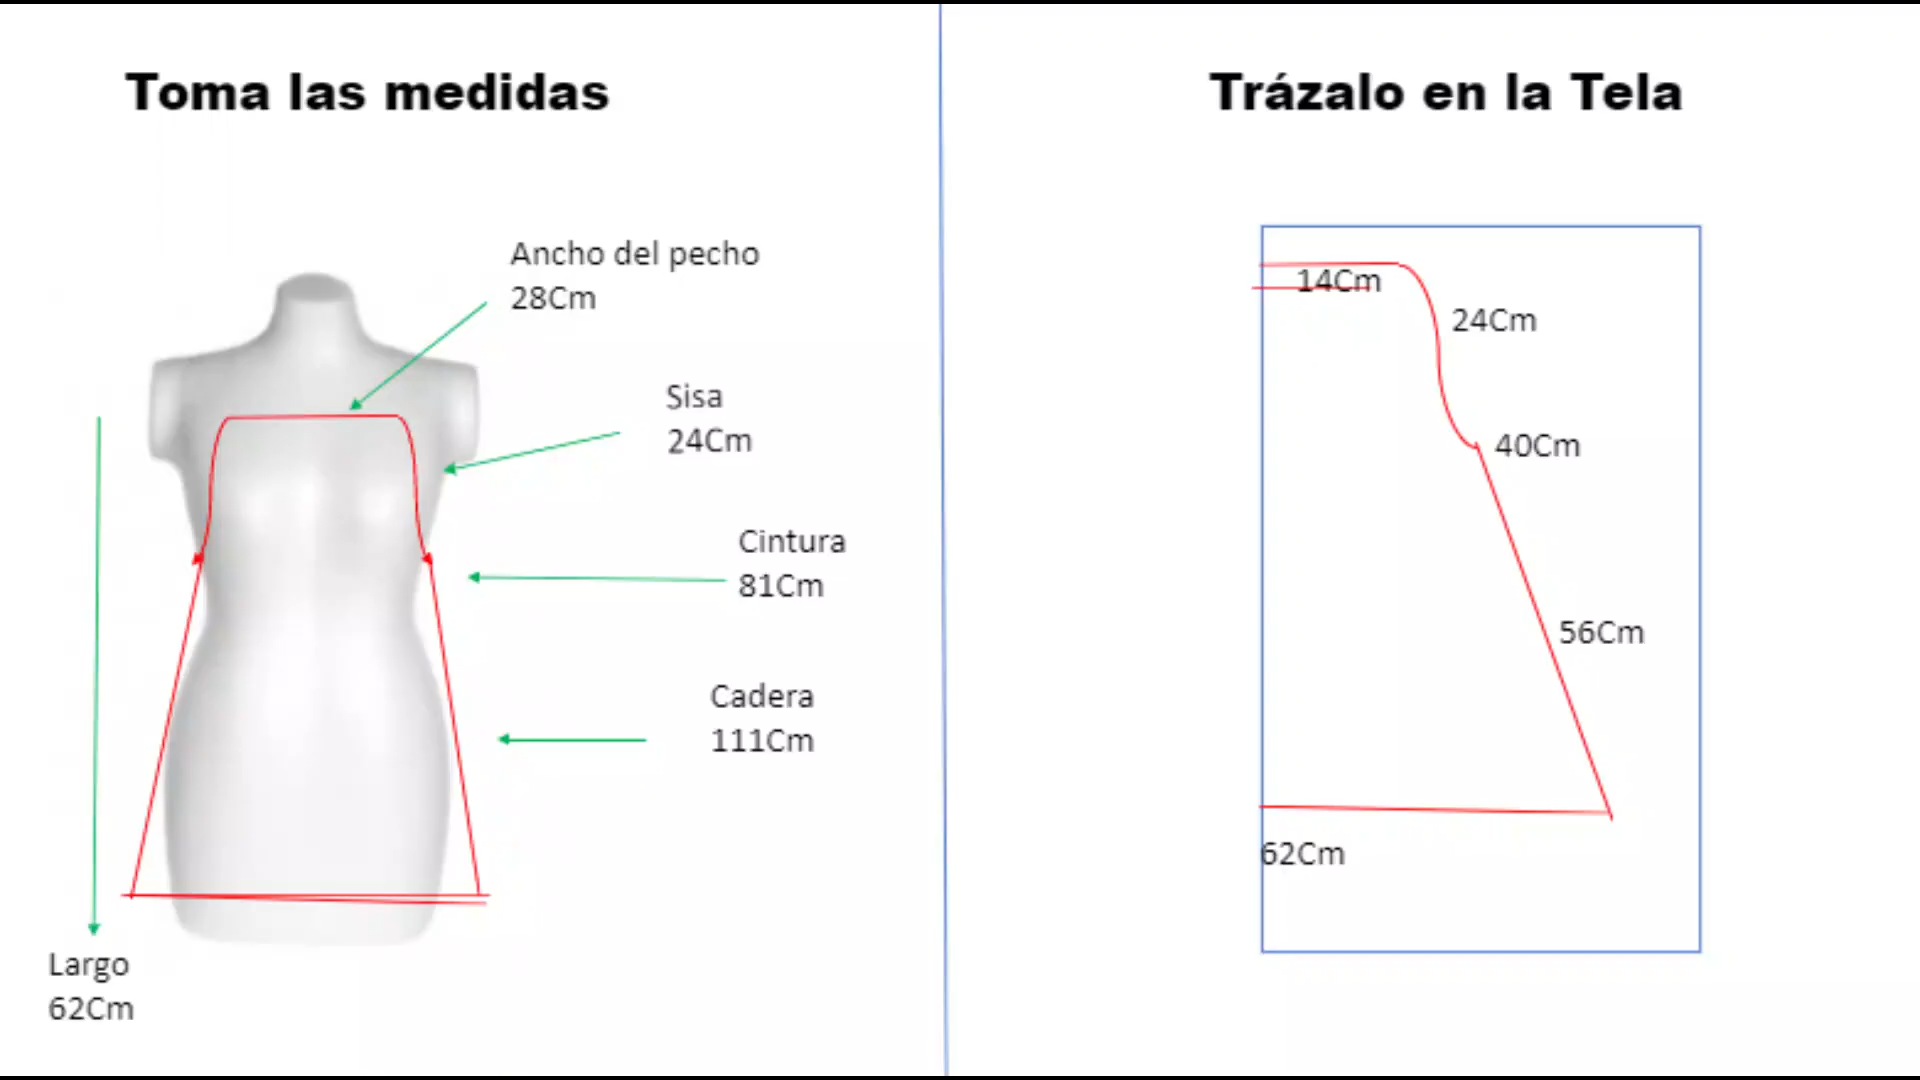 Toma las medidas
Ancho del pecho
28Cm
Sisa
24Cm
Cintura
81Cm
Cadera
111Cm
Largo
62Cm
Trázalo en la Tela
14Cm
24Cm
40Cm
56Cm
62Cm